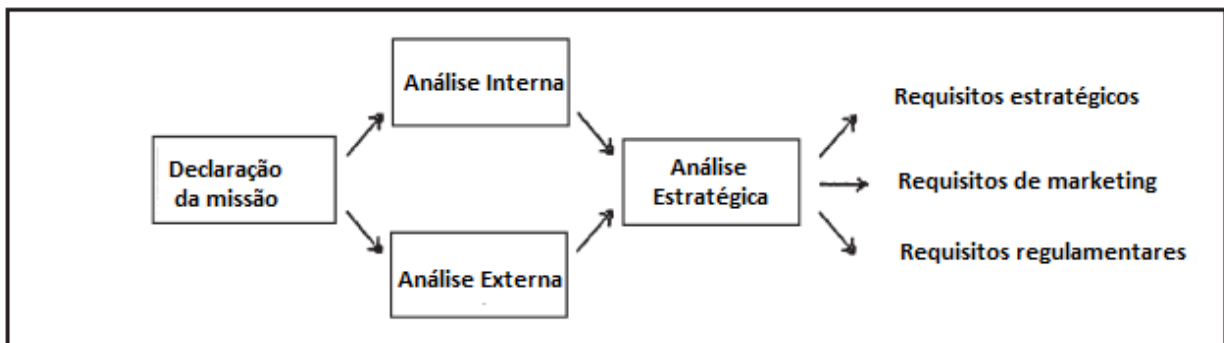 Declaração
da missão
Análise Interna
Análise Externa
Análise
Estratégica
Requisitos estratégicos
Requisitos de marketing
Requisitos regulamentares